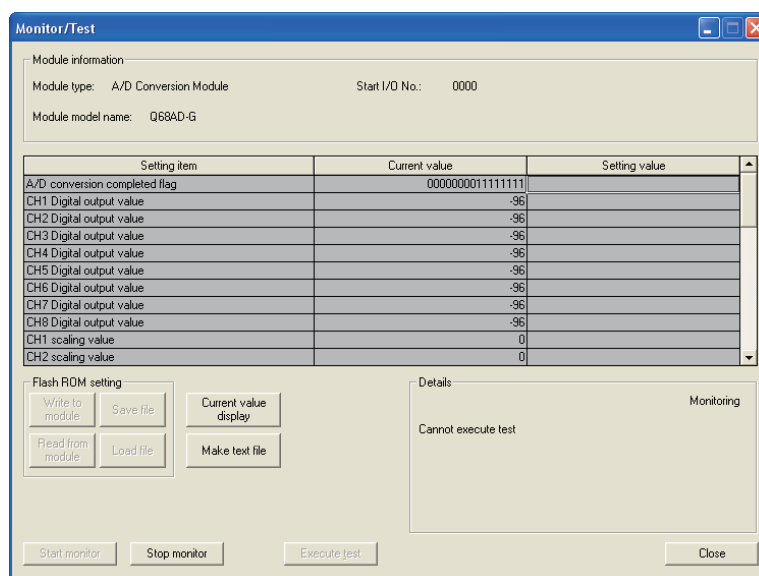 Monitor/Test
Module information
Module type: A/D Conversion Module Start I/O No.: 0000
Module model name: Q68AD-G
Setting item Current value Setting value
A/D conversion completed flag 0000000011111111
CH1 Digital output value -96
CH2 Digital output value -96
CH3 Digital output value -96
CH4 Digital output value -96
CH5 Digital output value -96
CH6 Digital output value -96
CH7 Digital output value -96
CH8 Digital output value -96
CH1 scaling value 0
CH2 scaling value 0
Flash ROM setting
Write to
module
Save file
Read from
module
Load file
Current value
display
Make text file
Details
Monitoring
Cannot execute test
Start monitor Stop monitor Execute test Close